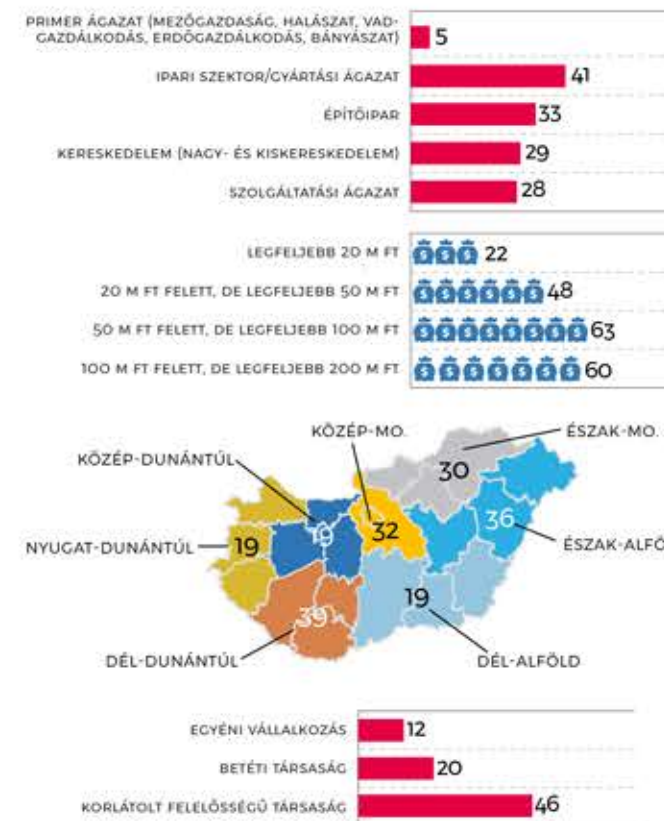 PRIMER ÁGAZAT (MEZŐGAZDASÁG, HALÁSZAT, VAD-
GAZDÁLKODÁS, ERDŐGAZDÁLKODÁS, BÁNYÁSZAT) 5
IPARI SZEKTOR/GYÁRTÁSI ÁGAZAT 41
ÉPÍTŐIPAR 33
KERESKEDELEM (NAGY- ÉS KISKERESKEDELEM) 29
SZOLGÁLTATÁSI ÁGAZAT 28
LEGFELJEBB 20 M FT 22
20 M FT FELETT, DE LEGFELJEBB 50 M FT 48
50 M FT FELETT, DE LEGFELJEBB 100 M FT 63
100 M FT FELETT, DE LEGFELJEBB 200 M FT 60
KÖZÉP-MO. ÉSZAK-MO.
KÖZÉP-DUNÁNTÚL 30
32 36
NYUGAT-DUNÁNTÚL 19 19 ÉSZAK-ALFÖ
39 19
DÉL-DUNÁNTÚL DÉL-ALFÖLD
EGYÉNI VÁLLALKOZÁS 12
BETÉTI TÁRSASÁG 20
KORLÁTOLT FELELŐSSÉGŰ TÁRSASÁG 46